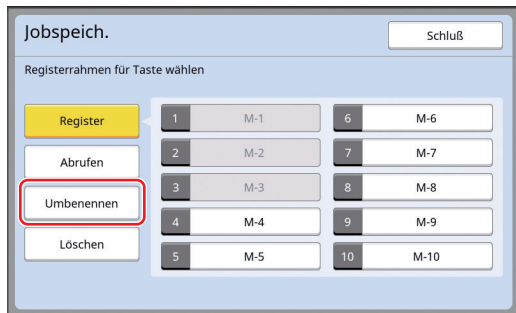 Jobspeich.
Schluß
Registerrahmen für Taste wählen
Register
Abrufen
Umbenennen
Löschen
1 M-1
2 M-2
3 M-3
4 M-4
5 M-5
6 M-6
7 M-7
8 M-8
9 M-9
10 M-10